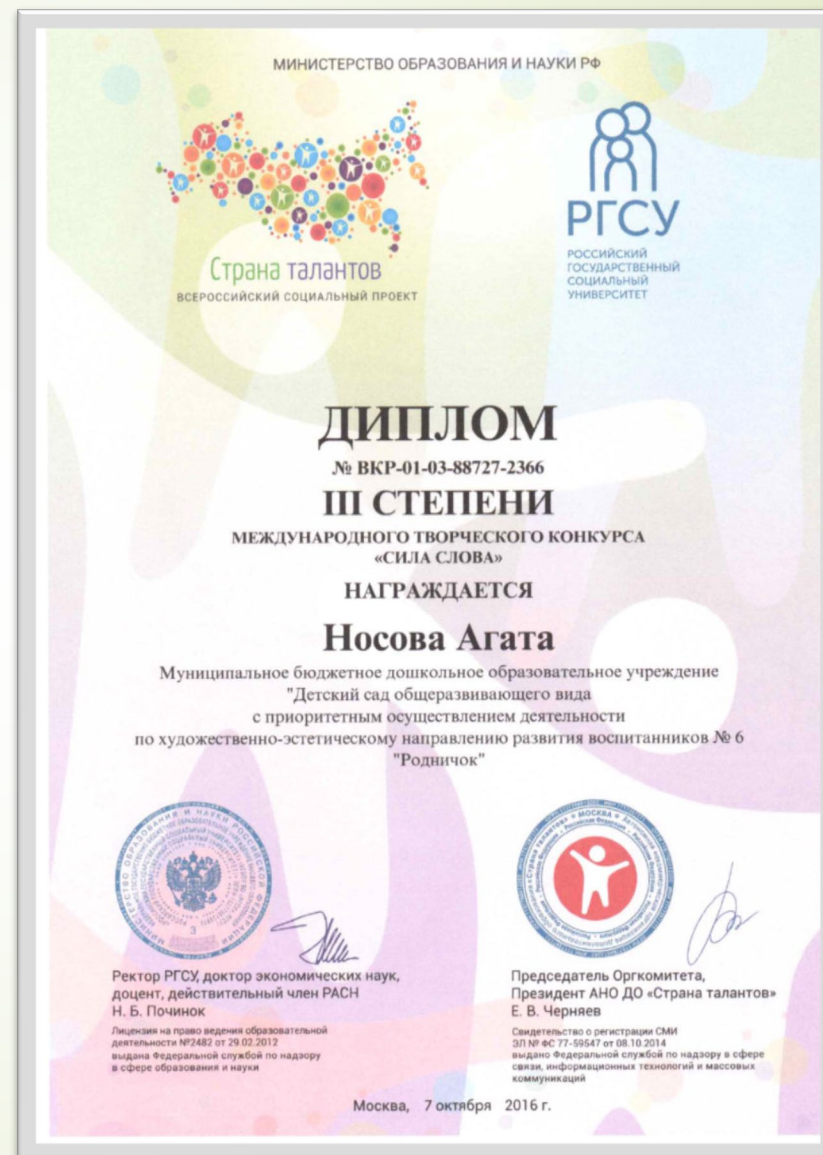 МИНИСТЕРСТВО ОБРАЗОВАНИЯ И НАУКИ РФ
Страна талантов
ВСЕРОССИЙСКИЙ СОЦИАЛЬНЫЙ ПРОЕКТ
РГСУ
РОССИЙСКИЙ
ГОСУДАРСТВЕННЫЙ
СОЦИАЛЬНЫЙ
УНИВЕРСИТЕТ
ДИПЛОМ
№ ВКР-01-03-88727-2366
III СТЕПЕНИ
МЕЖДУНАРОДНОГО ТВОРЧЕСКОГО КОНКУРСА
«СИЛА СЛОВА»
НАГРАЖДАЕТСЯ
Носова Агата
Муниципальное бюджетное дошкольное образовательное учреждение
"Детский сад общеразвивающего вида
с приоритетным осуществлением деятельности
по художественно-эстетическому направлению развития воспитанников № 6
"Родничок"
Ректор РГСУ, доктор экономических наук,
доцент, действительный член РАСН
Н. Б. Починок
Лицензия на право ведения образовательной
деятельности №2482 от 29.02.2012
выдана Федеральной службой по надзору
в сфере образования и науки
Председатель Оргкомитета,
Президент АНО ДО «Страна талантов»
Е. В. Черняев
Свидетельство о регистрации СМИ
ЭЛ № ФС 77-59547 от 08.10.2014
выдано Федеральной службой по надзору в сфере
связи, информационных технологий и массовых
коммуникаций
Москва, 7 октября 2016 г.